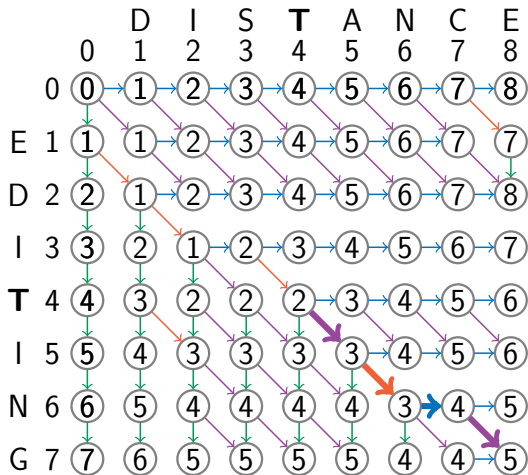 D I S T A N C E
0 1 2 3 4 5 6 7 8
0 0 1 2 3 4 5 6 7 8
E 1 1 1 2 3 4 5 6 7 7
D 2 2 1 2 3 4 5 6 7 8
I 3 3 2 1 2 3 4 5 6 7
T 4 4 3 2 2 2 3 4 5 6
I 5 5 4 3 3 3 3 4 5 6
N 6 6 5 4 4 4 4 3 4 5
G 7 7 6 5 5 5 5 4 4 5